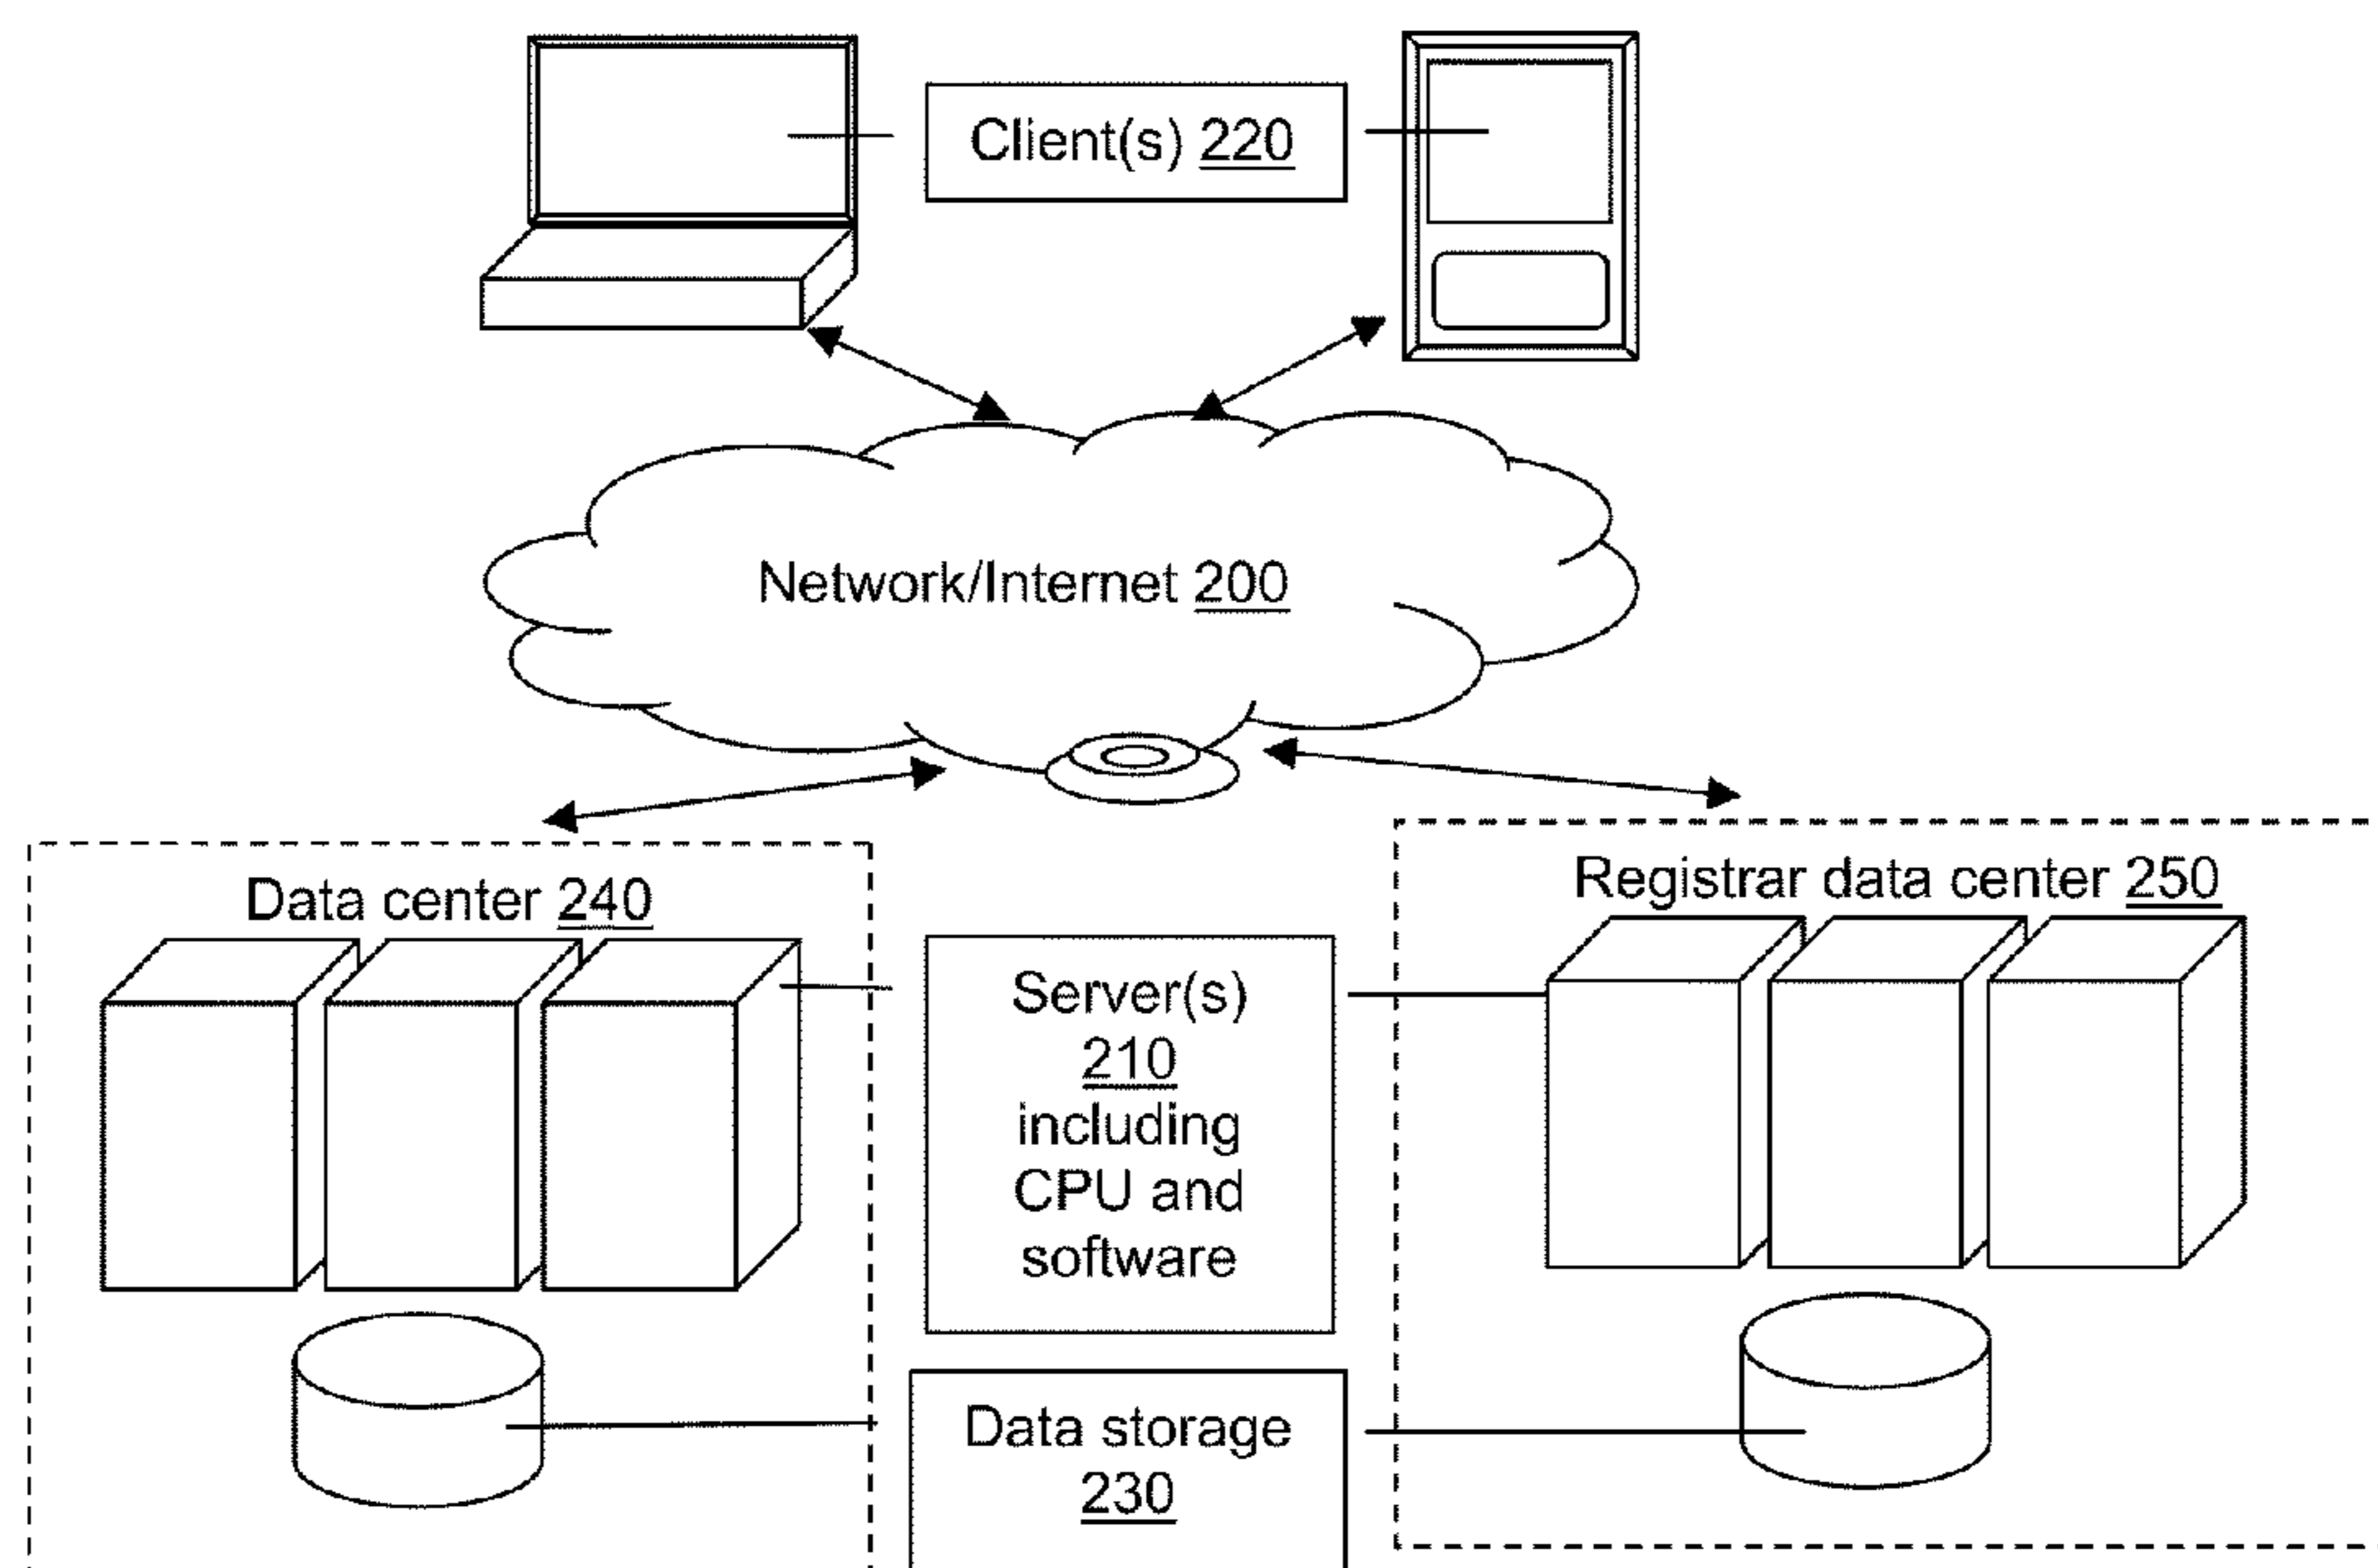 Client(s) 220
Network/Internet 200
Data center 240
Registrar data center 250
Server(s)
210
including
CPU and
software
Data storage
230